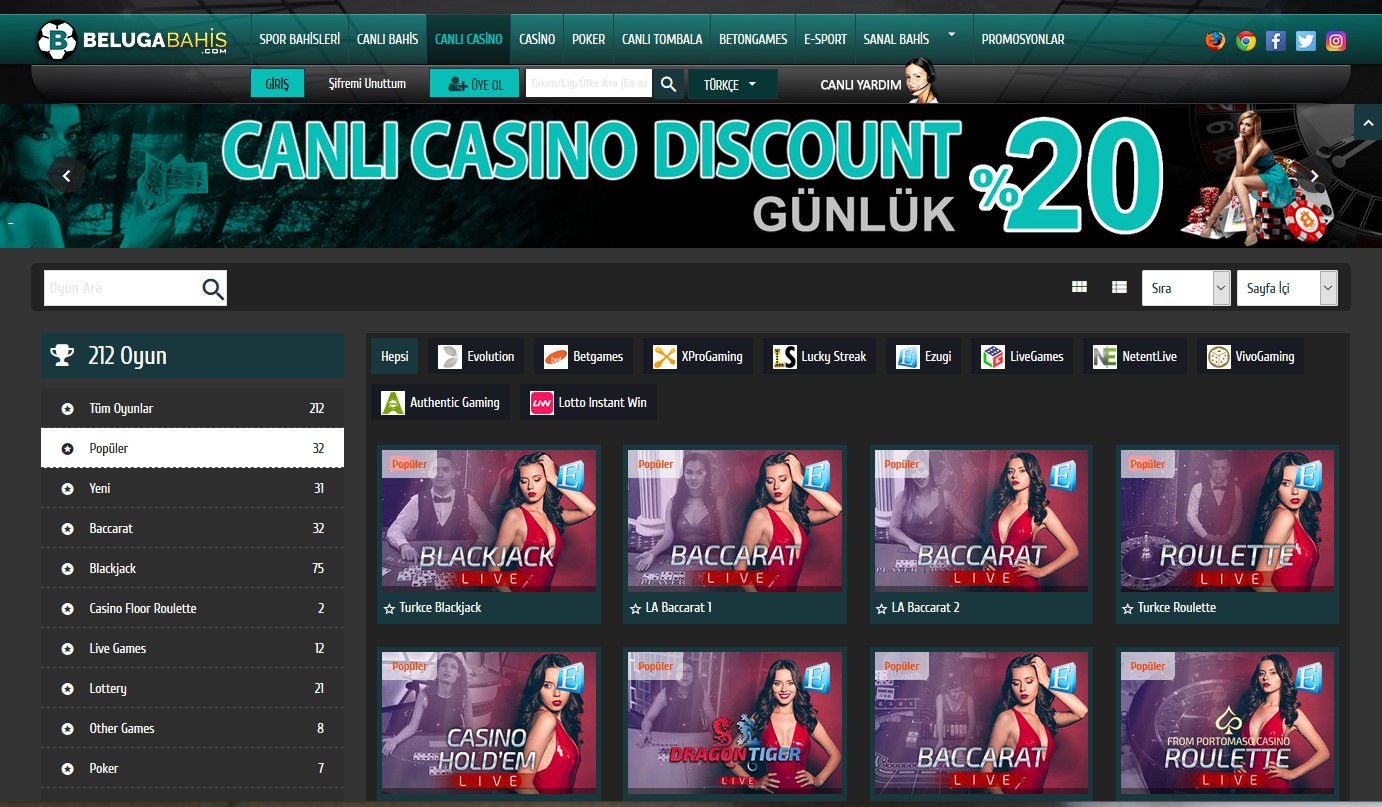 BELUGABAHİS
.COM
SPOR BAHİSLERİ CANLI BAHİS CANLI CASİNO CASİNO POKER CANLI TOMBALA BETONGAMES E-SPORT SANAL BAHİS PROMOSYONLAR
GİRİŞ Şifremi Unuttum ÜYE OL Takım/Lig/Ülke Ara (En az TÜRKÇE CANLI YARDIM
CANLI CASINO DISCOUNT %20
GÜNLÜK
Oyun Ara Sıra Sayfa İçi
212 Oyun
Tüm Oyunlar 212
Popüler 32
Yeni 31
Baccarat 32
Blackjack 75
Casino Floor Roulette 2
Live Games 12
Lottery 21
Other Games 8
Poker 7
Hepsi Evolution Betgames XProGaming Lucky Streak Ezugi LiveGames NetentLive VivoGaming
Authentic Gaming Lotto Instant Win
Popüler Popüler Popüler Popüler
BLACKJACK BACCARAT BACCARAT ROULETTE
LIVE LIVE LIVE LIVE
Turkce Blackjack LA Baccarat 1 LA Baccarat 2 Turkce Roulette
Popüler Popüler Popüler Popüler
CASINO HOLD'EM LIVE
DRAGONTIGER LIVE
BACCARAT LIVE
FROM PORTOMASO CASINO
ROULETTE LIVE